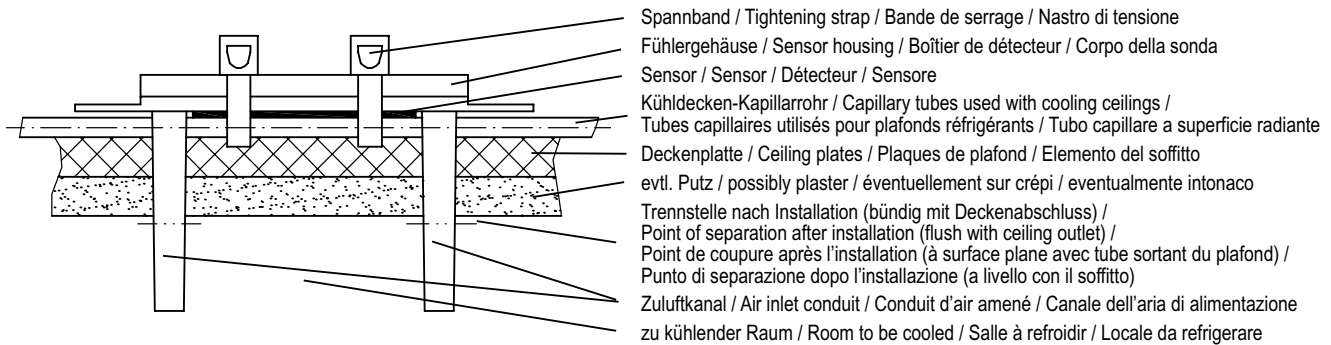 Spannband / Tightening strap / Bande de serrage / Nastro di tensione
Fühlergehäuse / Sensor housing / Boîtier de détecteur / Corpo della sonda
Sensor / Sensor / Détecteur / Sensore
Kühldecken-Kapillarrohr / Capillary tubes used with cooling ceilings /
Tubes capillaires utilisés pour plafonds réfrigérants / Tubo capillare a superficie radiante
Deckenplatte / Ceiling plates / Plaques de plafond / Elemento del soffitto
evtl. Putz / possibly plaster / éventuellement sur crépi / eventualmente intonaco
Trennstelle nach Installation (bündig mit Deckenabschluss) /
Point of separation after installation (flush with ceiling outlet) /
Point de coupure après l’installation (à surface plane avec tube sortant du plafond) /
Punto di separazione dopo l’installazione (a livello con il soffitto)
Zuluftkanal / Air inlet conduit / Conduit d’air amené / Canale dell’aria di alimentazione
zu kühlender Raum / Room to be cooled / Salle à refroidir / Locale da refrigerare